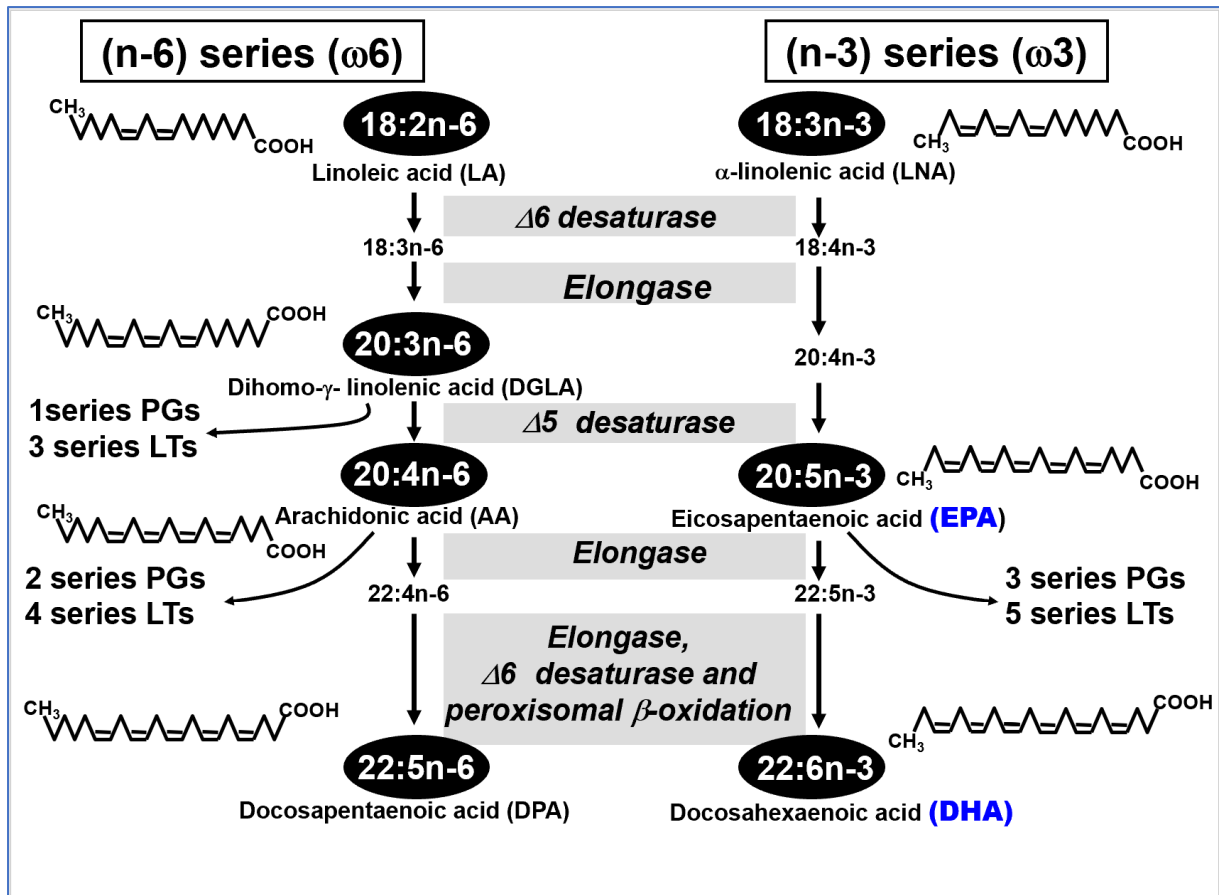 (n-6) series (ω6)
(n-3) series (ω3)
CH3
COOH
18:2n-6
Linoleic acid (LA)
18:3n-3
α-linolenic acid (LNA)
CH3
COOH
Δ6 desaturase
18:3n-6
18:4n-3
Elongase
CH3
COOH
20:3n-6
Dihomo-γ- linolenic acid (DGLA)
20:4n-3
1series PGs
3 series LTs
Δ5 desaturase
20:4n-6
Arachidonic acid (AA)
CH3
COOH
20:5n-3
Eicosapentaenoic acid (EPA)
CH3
COOH
2 series PGs
4 series LTs
Elongase
22:4n-6
22:5n-3
3 series PGs
5 series LTs
Elongase,
Δ6 desaturase and
peroxisomal β-oxidation
CH3
COOH
22:5n-6
Docosapentaenoic acid (DPA)
22:6n-3
Docosahexaenoic acid (DHA)
CH3
COOH